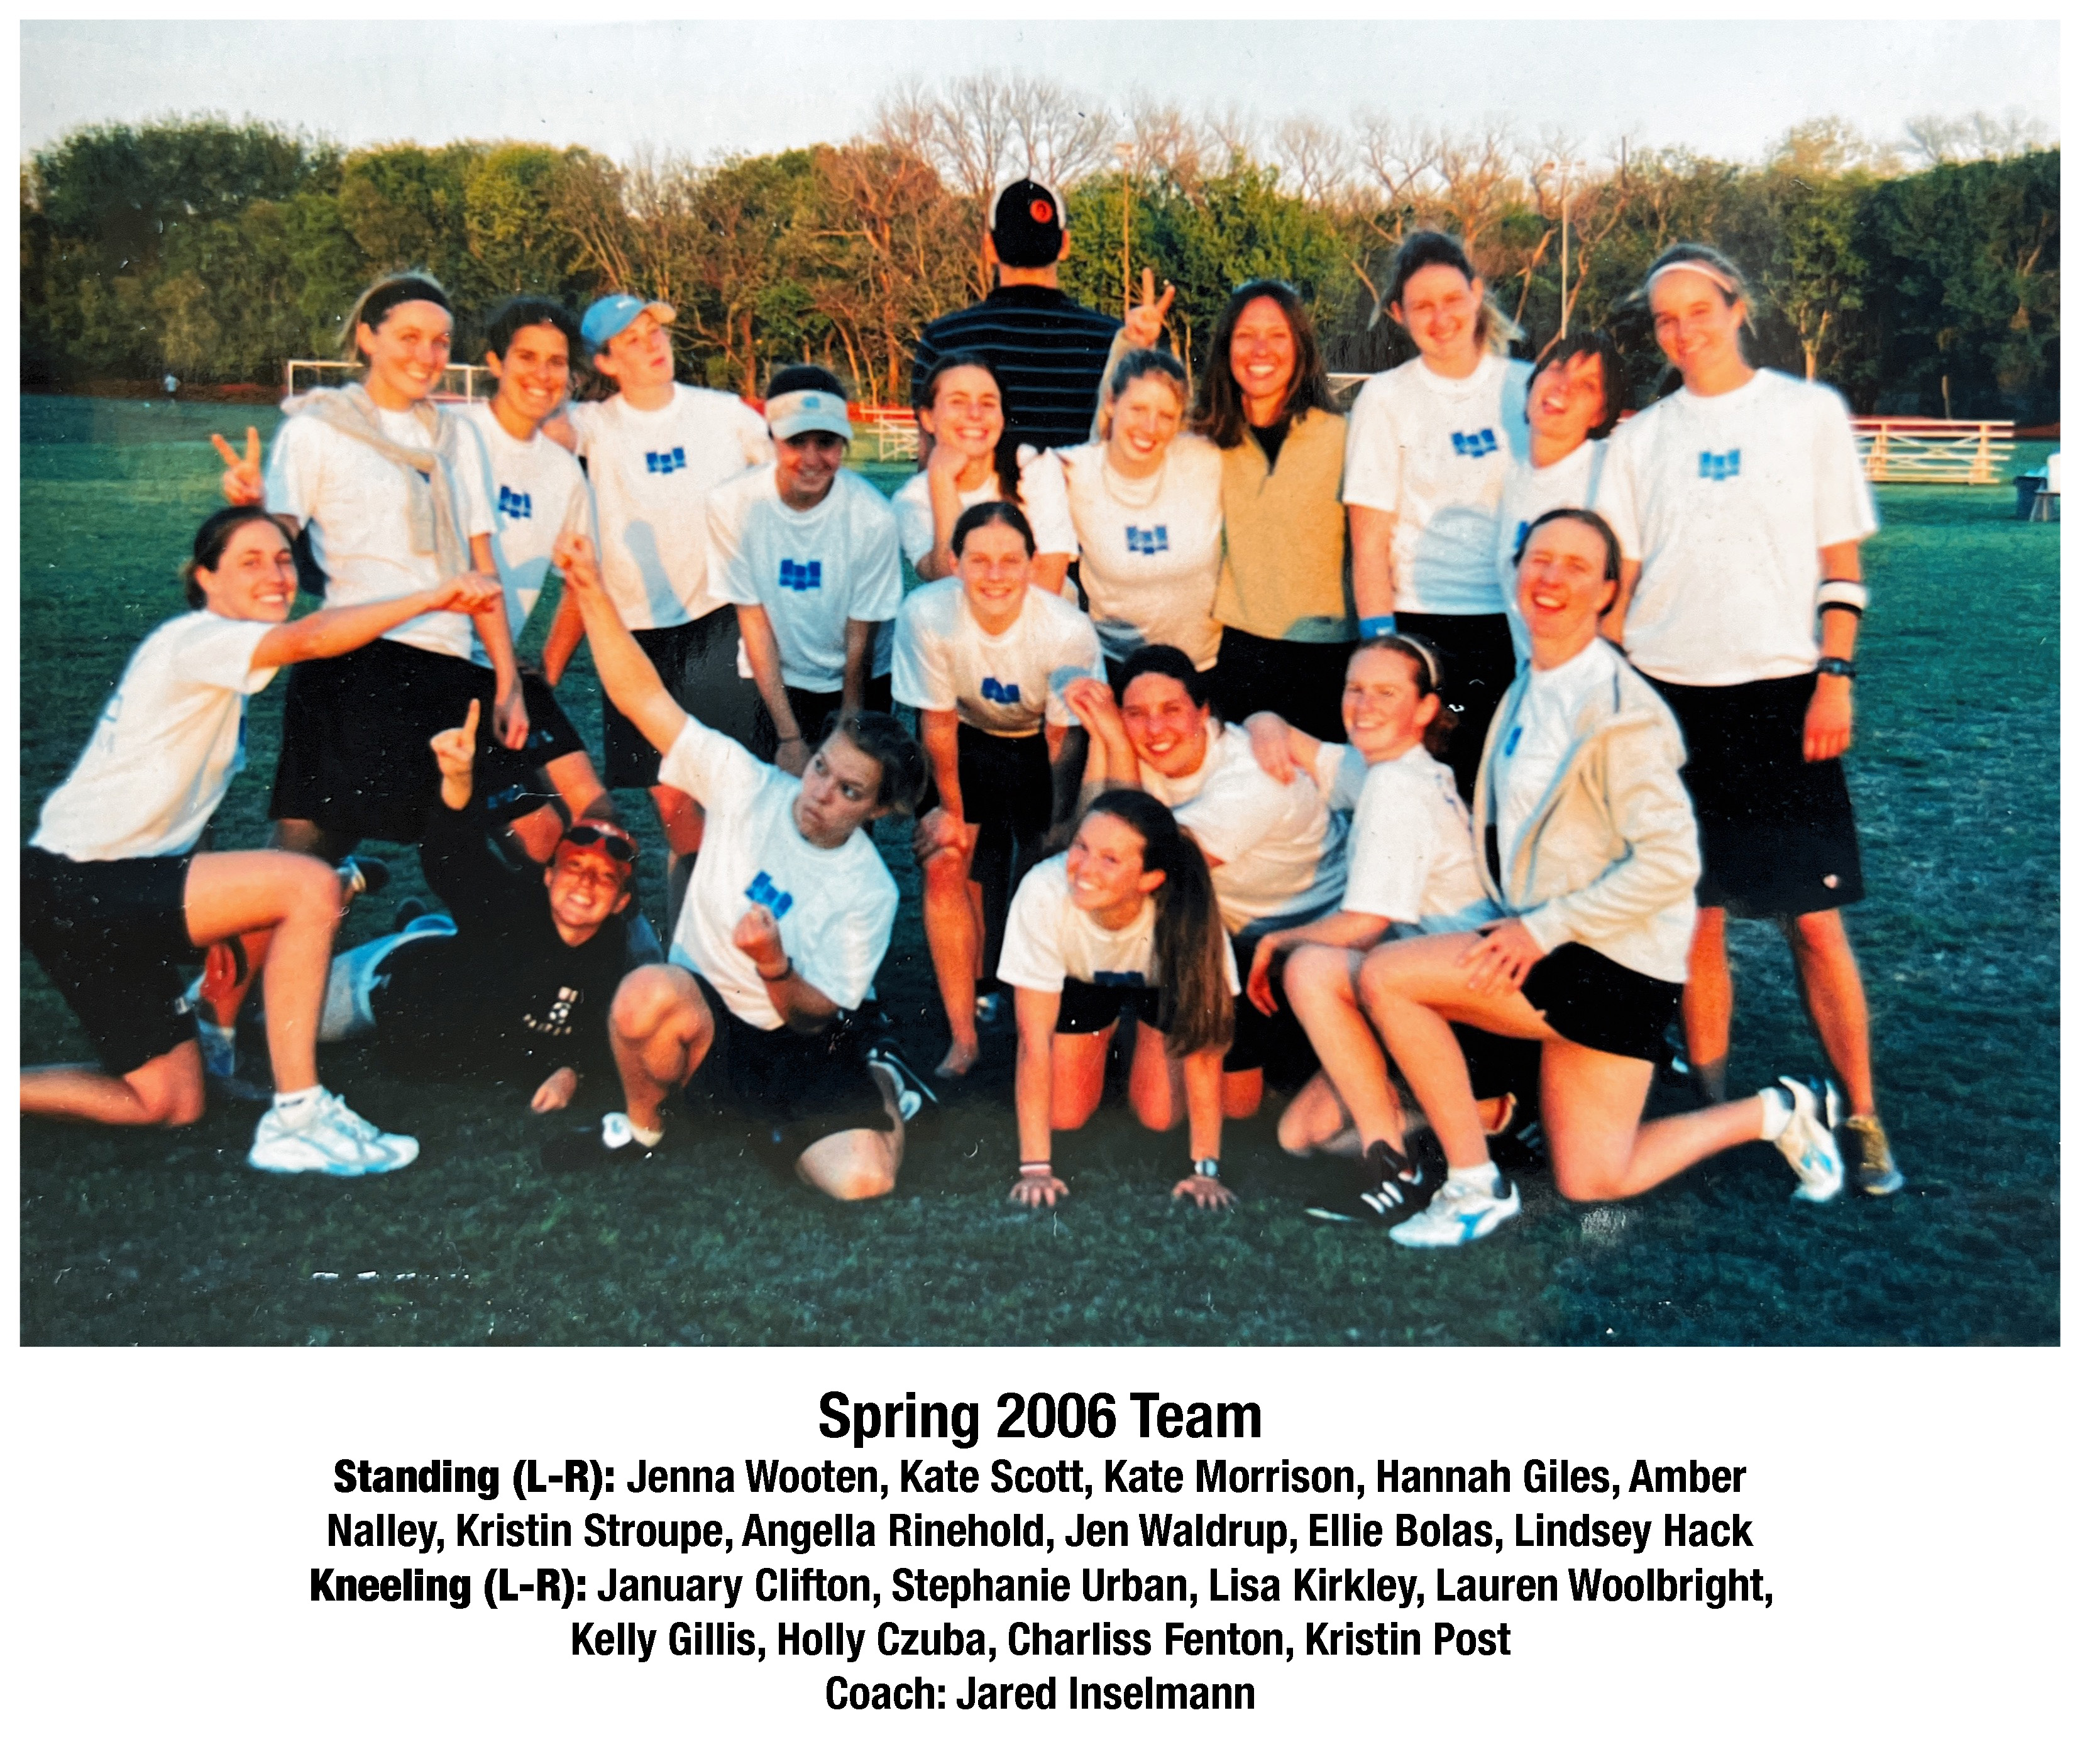 Spring 2006 Team
Standing (L-R): Jenna Wooten, Kate Scott, Kate Morrison, Hannah Giles, Amber
Nalley, Kristin Stroupe, Angella Rinehold, Jen Waldrup, Ellie Bolas, Lindsey Hack
Kneeling (L-R): January Clifton, Stephanie Urban, Lisa Kirkley, Lauren Woolbright,
Kelly Gillis, Holly Czuba, Charliss Fenton, Kristin Post
Coach: Jared Inselmann